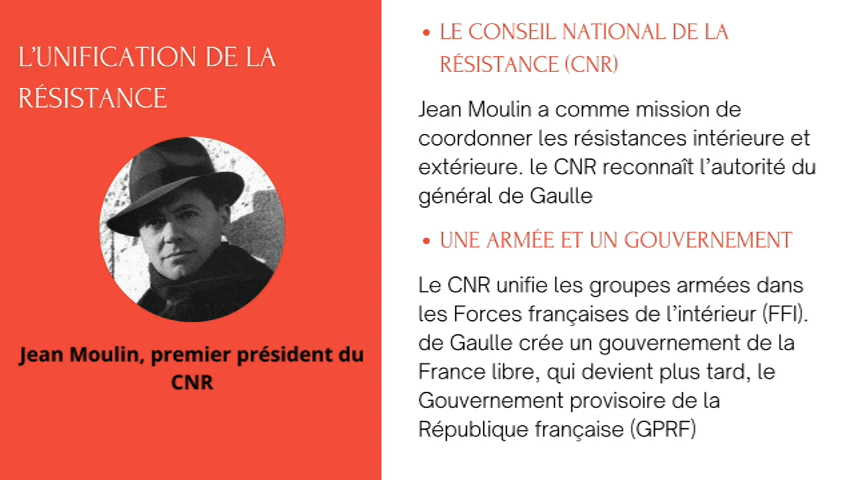 L'UNIFICATION DE LA
RÉSISTANCE
Jean Moulin, premier président du
CNR
• LE CONSEIL NATIONAL DE LA
RÉSISTANCE (CNR)
Jean Moulin a comme mission de
coordonner les résistances intérieure et
extérieure. le CNR reconnaît l'autorité du
général de Gaulle
• UNE ARMÉE ET UN GOUVERNEMENT
Le CNR unifie les groupes armées dans
les Forces françaises de l'intérieur (FFI).
de Gaulle crée un gouvernement de la
France libre, qui devient plus tard, le
Gouvernement provisoire de la
République française (GPRF)